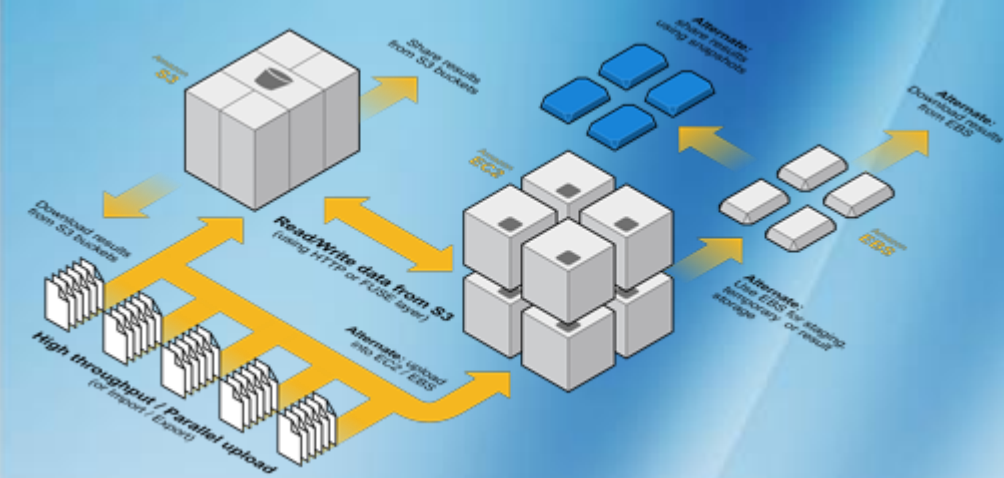 Amazon
S3
Share results
from S3 buckets
Alternate:
share results
using snapshots
Alternate:
Download results
from EBS
Amazon
EC2
Download results
from S3 buckets
Read/Write data from S3
(using HTTP or FUSE layer)
Amazon
EBS
Alternate:
Use EBS for staging,
temporary or result
storage
Alternate: upload
into EC2 / EBS
High throughput / Parallel upload
(or Import / Export)